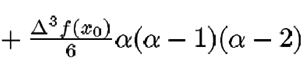 + \frac{\Delta^3 f(x_0)}{6} \alpha(\alpha - 1)(\alpha - 2)